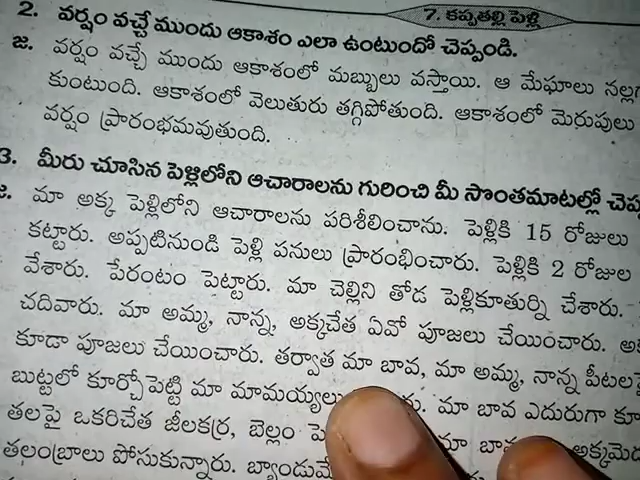 7. కప్పతల్లి పెళ్లి
2. వర్షం వచ్చే ముందు ఆకాశం ఎలా ఉంటుందో చెప్పండి.
జ. వర్షం వచ్చే ముందు ఆకాశంలో మబ్బులు వస్తాయి. ఆ మేఘాలు
కుంటుంది. ఆకాశంలో వెలుతురు తగ్గిపోతుంది. ఆకాశంలో మెరుపులు
వర్షం ప్రారంభమవుతుంది.
3. మీరు చూసిన పెళ్లిలోని ఆచారాలను గురించి మీ సొంతమాటల్లో
జ. మా అక్క పెళ్లిలోని ఆచారాలను పరిశీలించాను. పెళ్లికి 15 రోజులు
కట్టారు. అప్పటినుండి పెళ్లి పనులు ప్రారంభించారు. పెళ్లికి 2 రోజుల
వేశారు. పేరంటం పెట్టారు. మా చెల్లిని తోడ పెళ్లికూతుర్ని చేశారు.
చదివారు. మా అమ్మ, నాన్న, అక్కచేత ఏవో పూజలు చేయించారు.
కూడా పూజలు చేయించారు. తర్వాత మా బావ, మా అమ్మ, నాన్న
బుట్టలో కూర్చోపెట్టి మా మామయ్యలు మా బావ ఎదురుగా
తలపై ఒకరిచేత జీలకర్ర, బెల్లం
తలంబ్రాలు పోసుకున్నారు.